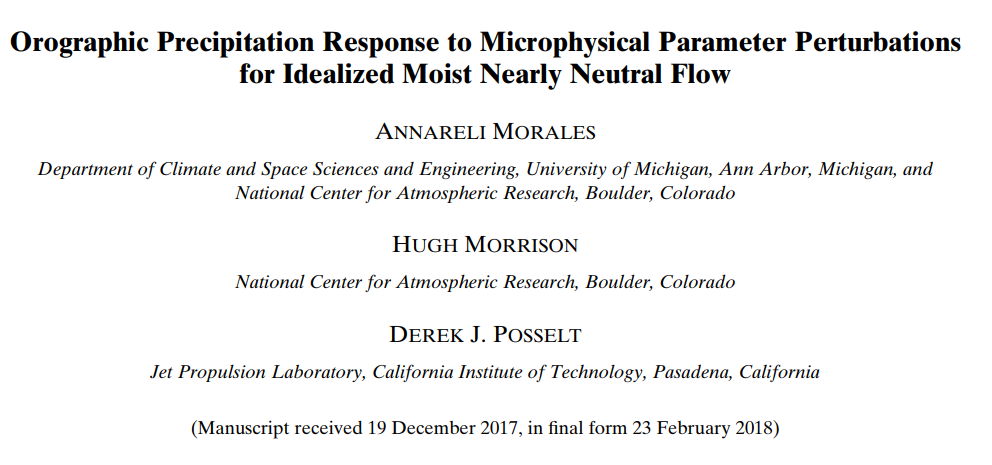 Orographic Precipitation Response to Microphysical Parameter Perturbations
for Idealized Moist Nearly Neutral Flow
ANNARELI MORALES
Department of Climate and Space Sciences and Engineering, University of Michigan, Ann Arbor, Michigan, and
National Center for Atmospheric Research, Boulder, Colorado
HUGH MORRISON
National Center for Atmospheric Research, Boulder, Colorado
DEREK J. POSSELT
Jet Propulsion Laboratory, California Institute of Technology, Pasadena, California
(Manuscript received 19 December 2017, in final form 23 February 2018)